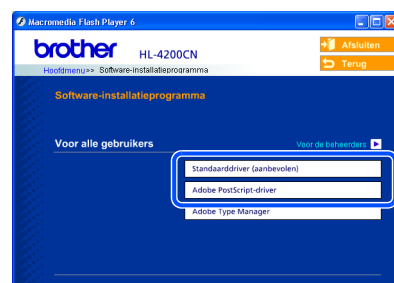 Macromedia Flash Player 6
brother HL-4200CN
Afsluiten
Hoofdmenu>> Software-installatieprogramma
Terug
Software-installatieprogramma
Voor alle gebruikers
Voor de beheerders
Standaarddriver (aanbevolen)
Adobe PostScript-driver
Adobe Type Manager